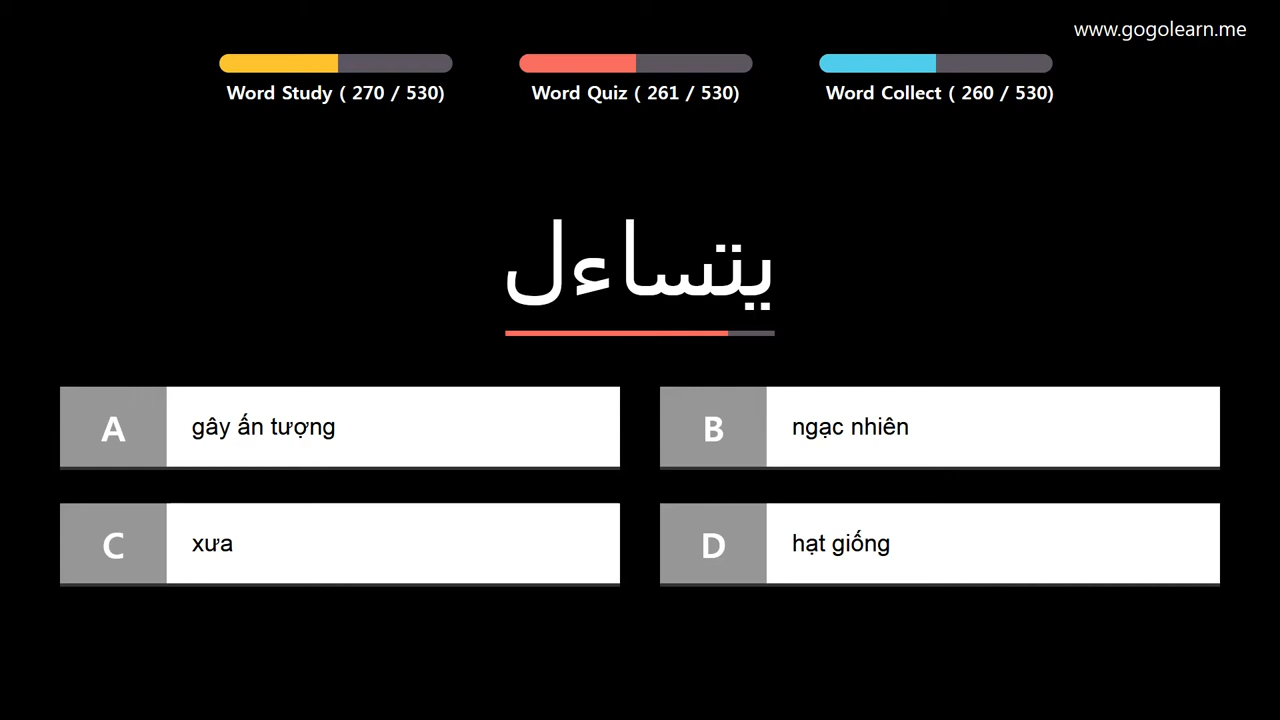 www.gogolearn.me
Word Study ( 270 / 530)
Word Quiz ( 261 / 530)
Word Collect ( 260 / 530)
يتساءل
A gây ấn tượng
B ngạc nhiên
C xưa
D hạt giống